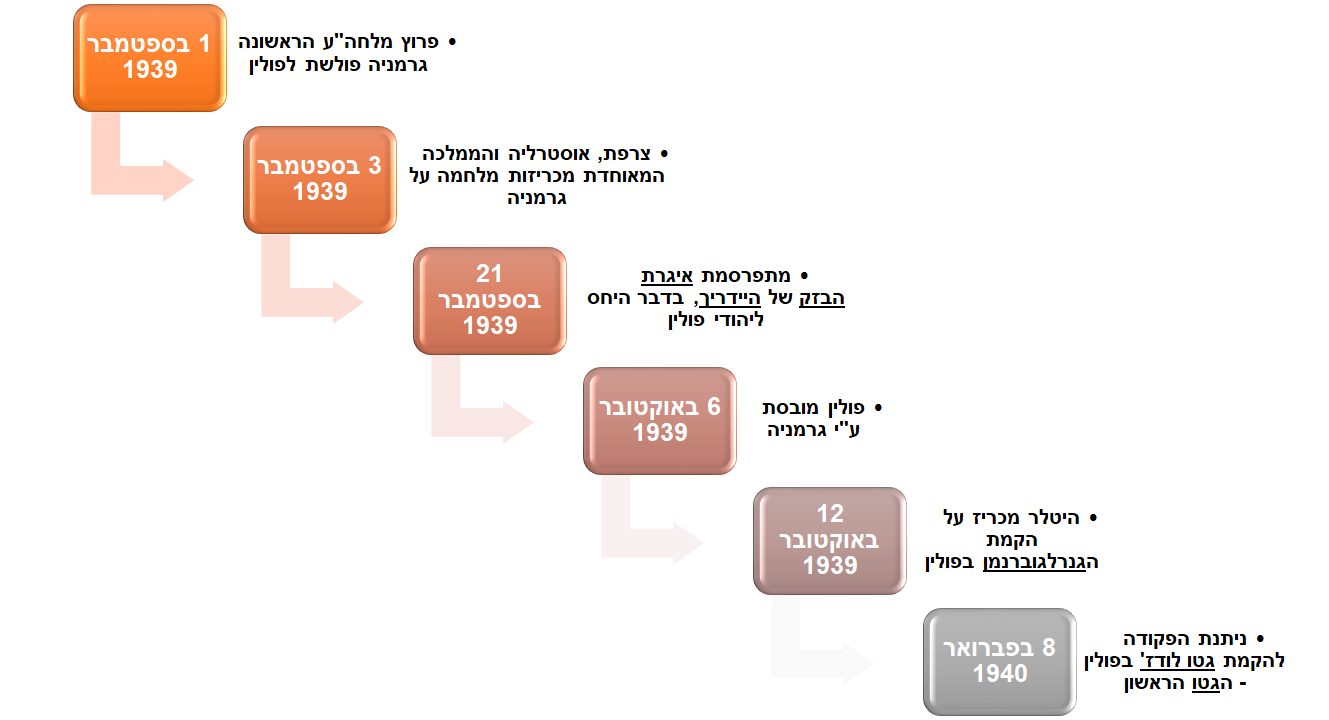 1 בספטמבר
1939
• פרוץ מלחה"ע הראשונה
גרמניה פולשת לפולין
3 בספטמבר
1939
• צרפת, אוסטרליה והממלכה
המאוחדת מכריזות מלחמה על
גרמניה
21
בספטמבר
1939
• מתפרסמת איגרת
הבזק של היידריך, בדבר היחס
ליהודי פולין
6 באוקטובר
1939
• פולין מובסת
ע"י גרמניה
12
באוקטובר
1939
• היטלר מכריז על
הקמת
הגנרלגוברנמן בפולין
8 בפברואר
1940
• ניתנת הפקודה
להקמת גטו לודז' בפולין
- הגטו הראשון